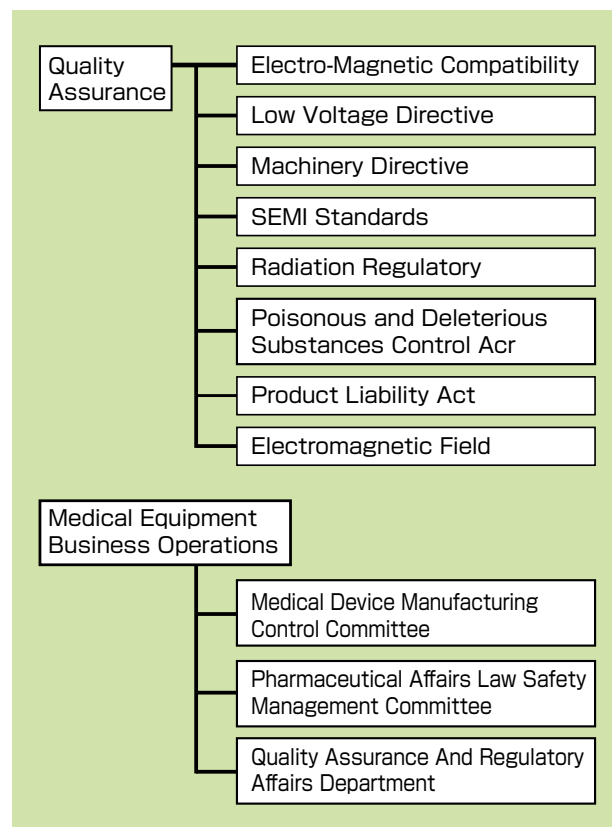 Quality
Assurance
Electro-Magnetic Compatibility
Low Voltage Directive
Machinery Directive
SEMI Standards
Radiation Regulatory
Poisonous and Deleterious
Substances Control Acr
Product Liability Act
Electromagnetic Field
Medical Equipment
Business Operations
Medical Device Manufacturing
Control Committee
Pharmaceutical Affairs Law Safety
Management Committee
Quality Assurance And Regulatory
Affairs Department